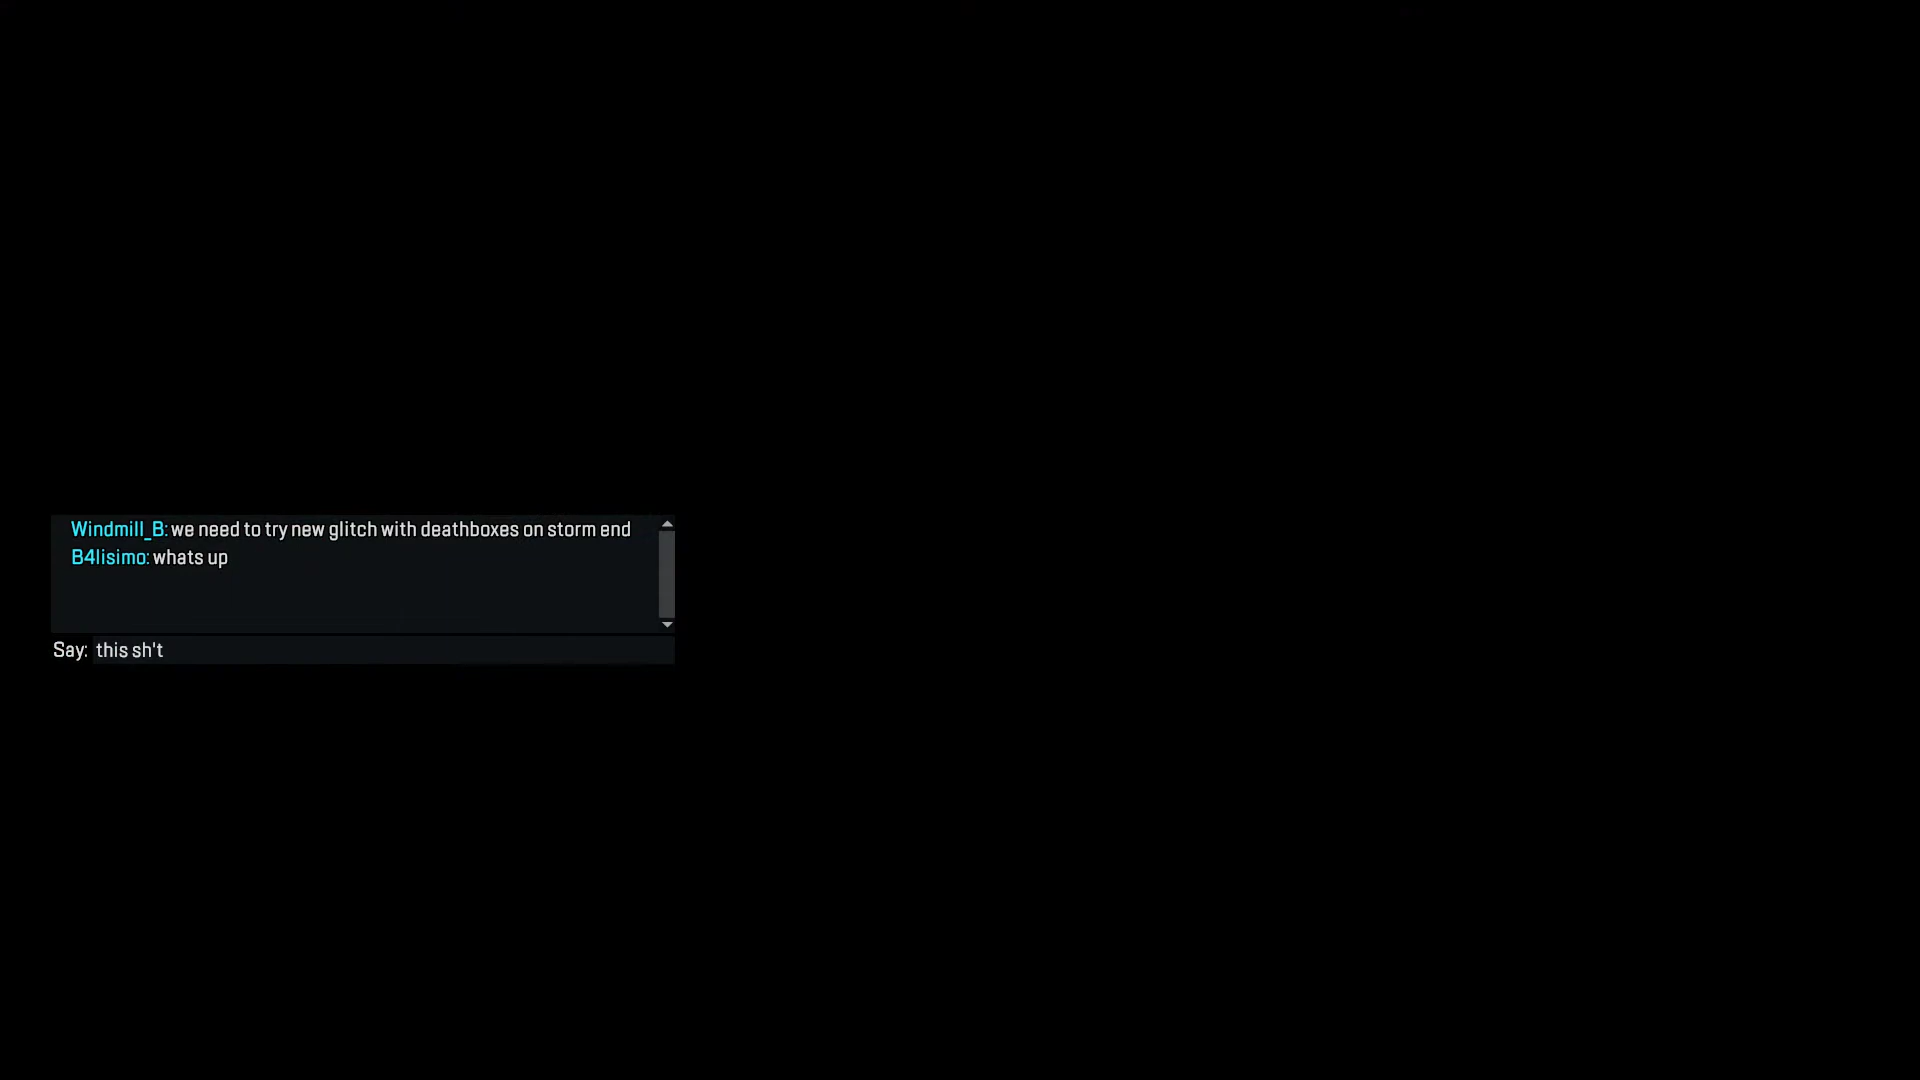 Windmill_B: we need to try new glitch with deathboxes on storm end
B4lisimo: whats up
Say: this sh't